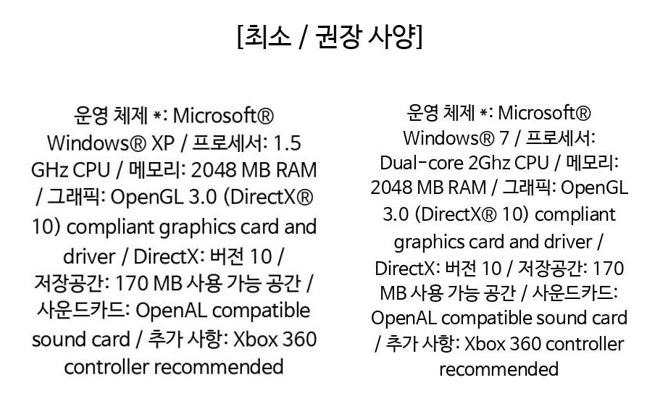 [최소 / 권장 사양]
운영 체제 *: Microsoft®
Windows® XP / 프로세서: 1.5
GHz CPU / 메모리: 2048 MB RAM
/ 그래픽: OpenGL 3.0 (DirectX®
10) compliant graphics card and
driver / DirectX: 버전 10 /
저장공간: 170 MB 사용 가능 공간 /
사운드카드: OpenAL compatible
sound card / 추가 사항: Xbox 360
controller recommended
운영 체제 *: Microsoft®
Windows® 7 / 프로세서:
Dual-core 2Ghz CPU / 메모리:
2048 MB RAM / 그래픽: OpenGL
3.0 (DirectX® 10) compliant
graphics card and driver /
DirectX: 버전 10 / 저장공간: 170
MB 사용 가능 공간 / 사운드카드:
OpenAL compatible sound card
/ 추가 사항: Xbox 360 controller
recommended